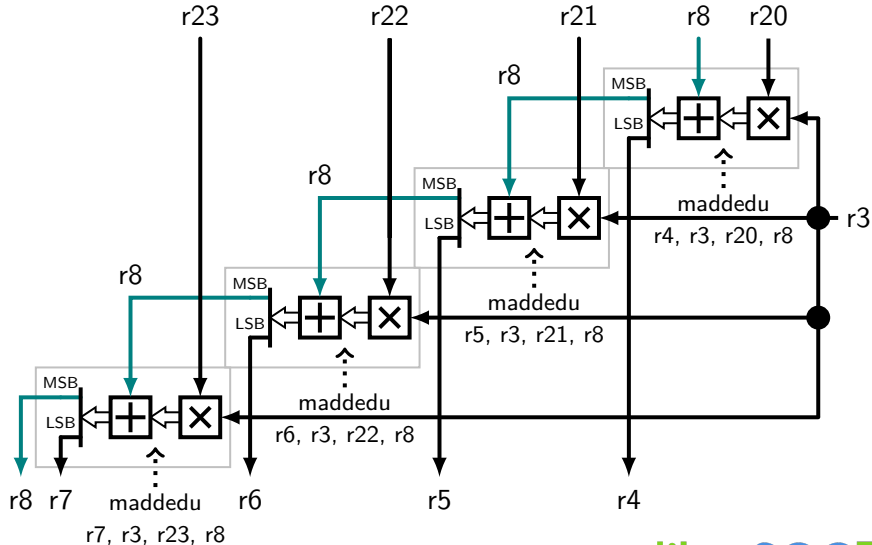 r23
r22
r21
r8
r20
r8
MSB
LSB
r8
MSB
LSB
maddedu
r4, r3, r20, r8
r3
r8
MSB
LSB
maddedu
r5, r3, r21, r8
MSB
LSB
maddedu
r6, r3, r22, r8
r8
r7
r6
r5
r4
maddedu
r7, r3, r23, r8